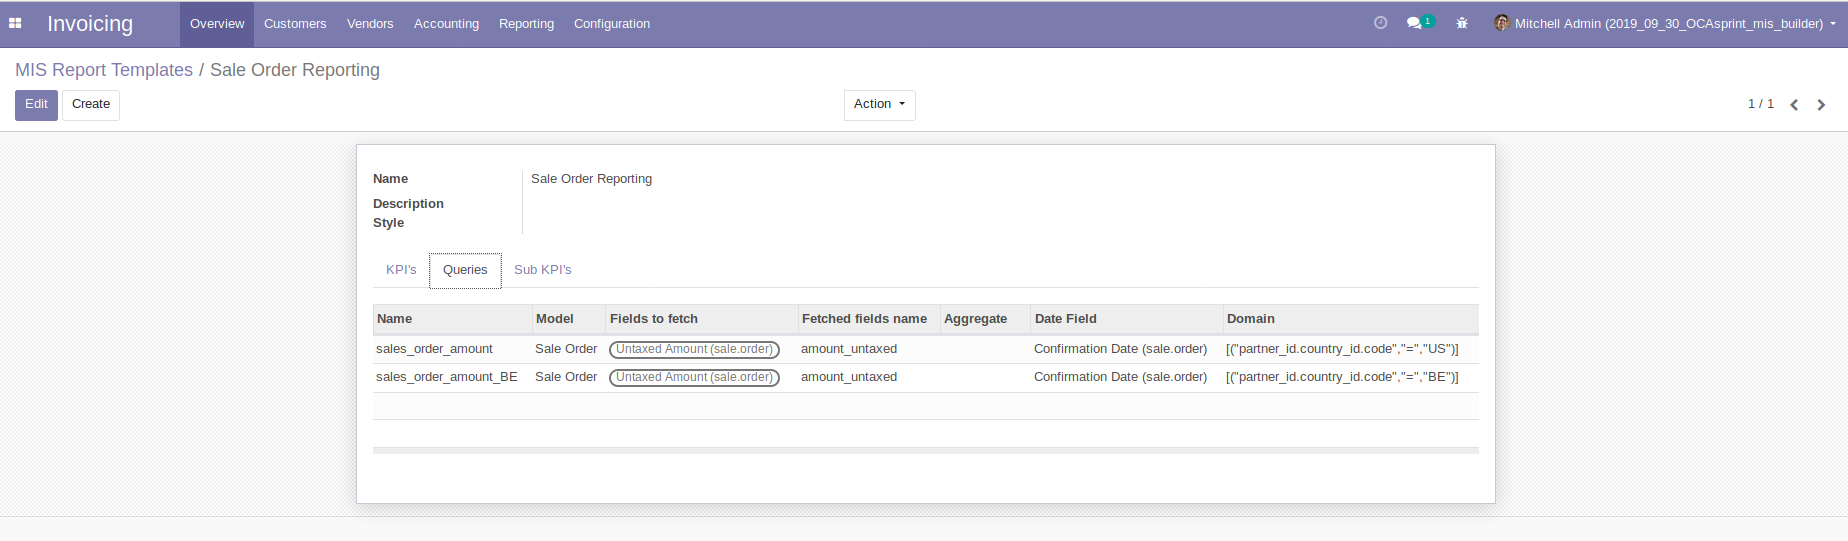 Invoicing Overview Customers Vendors Accounting Reporting Configuration 1 Mitchell Admin (2019_09_30_OCAsprint_mis_builder)
MIS Report Templates / Sale Order Reporting
Edit Create Action 1 / 1
Name Sale Order Reporting
Description
Style
KPI's Queries Sub KPI's
Name Model Fields to fetch Fetched fields name Aggregate Date Field Domain
sales_order_amount Sale Order Untaxed Amount (sale.order) amount_untaxed Confirmation Date (sale.order) [("partner_id.country_id.code","=","US")]
sales_order_amount_BE Sale Order Untaxed Amount (sale.order) amount_untaxed Confirmation Date (sale.order) [("partner_id.country_id.code","=","BE")]